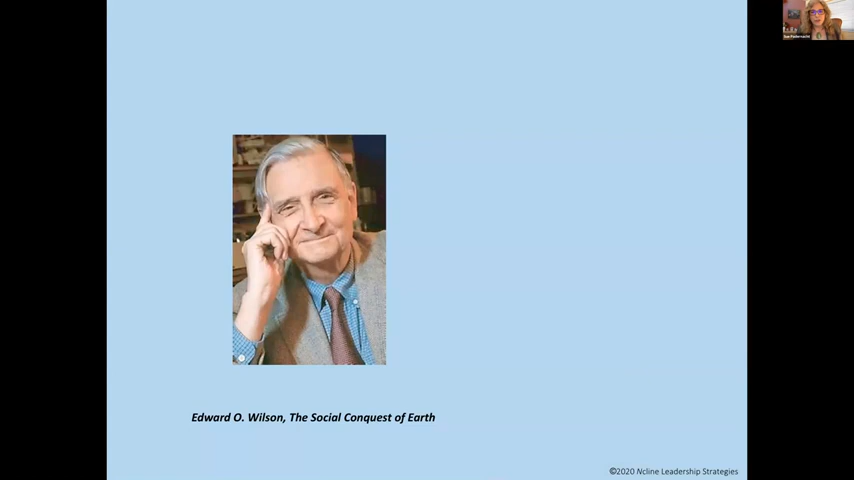 Edward O. Wilson, The Social Conquest of Earth
©2020 Ncline Leadership Strategies